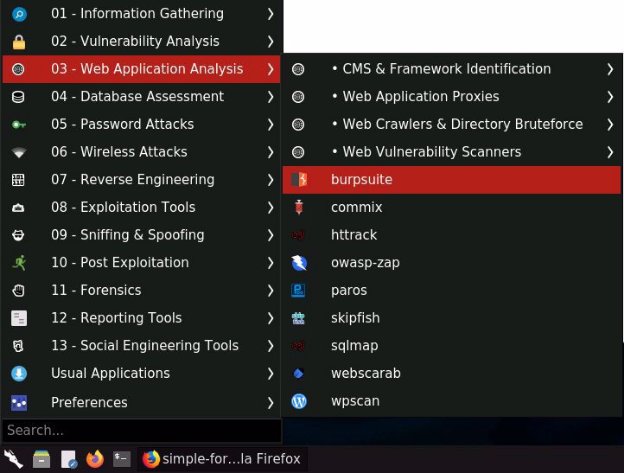 01 - Information Gathering
02 - Vulnerability Analysis
03 - Web Application Analysis
04 - Database Assessment
05 - Password Attacks
06 - Wireless Attacks
07 - Reverse Engineering
08 - Exploitation Tools
09 - Sniffing & Spoofing
10 - Post Exploitation
11 - Forensics
12 - Reporting Tools
13 - Social Engineering Tools
Usual Applications
Preferences
Search...
• CMS & Framework Identification
• Web Application Proxies
• Web Crawlers & Directory Bruteforce
• Web Vulnerability Scanners
burpsuite
commix
httrack
owasp-zap
paros
skipfish
sqlmap
webscarab
wpscan
simple-for...la Firefox